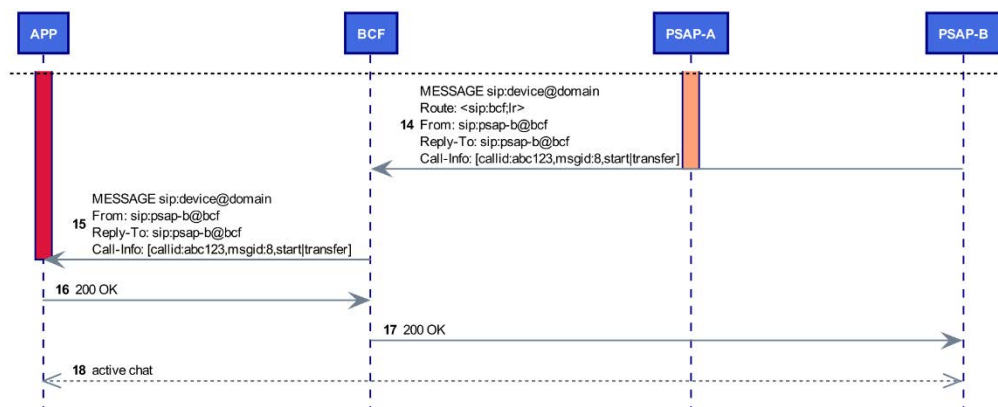 APP
BCF
PSAP-A
PSAP-B
MESSAGE sip:device@domain
Route: <sip:bcf;lr>
14 From: sip:psap-b@bcf
Reply-To: sip:psap-b@bcf
Call-Info: [callid:abc123,msgid:8,start|transfer]
MESSAGE sip:device@domain
From: sip:psap-b@bcf
15
Reply-To: sip:psap-b@bcf
Call-Info: [callid:abc123,msgid:8,start|transfer]
16 200 OK
17 200 OK
18 active chat